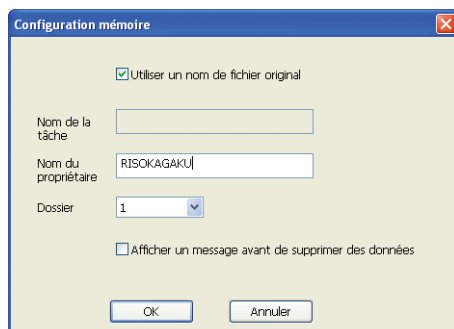 Configuration mémoire
Utiliser un nom de fichier original
Nom de la
tâche
Nom du
propriétaire
RISOKAGAKU
Dossier
1
Afficher un message avant de supprimer des données
OK
Annuler